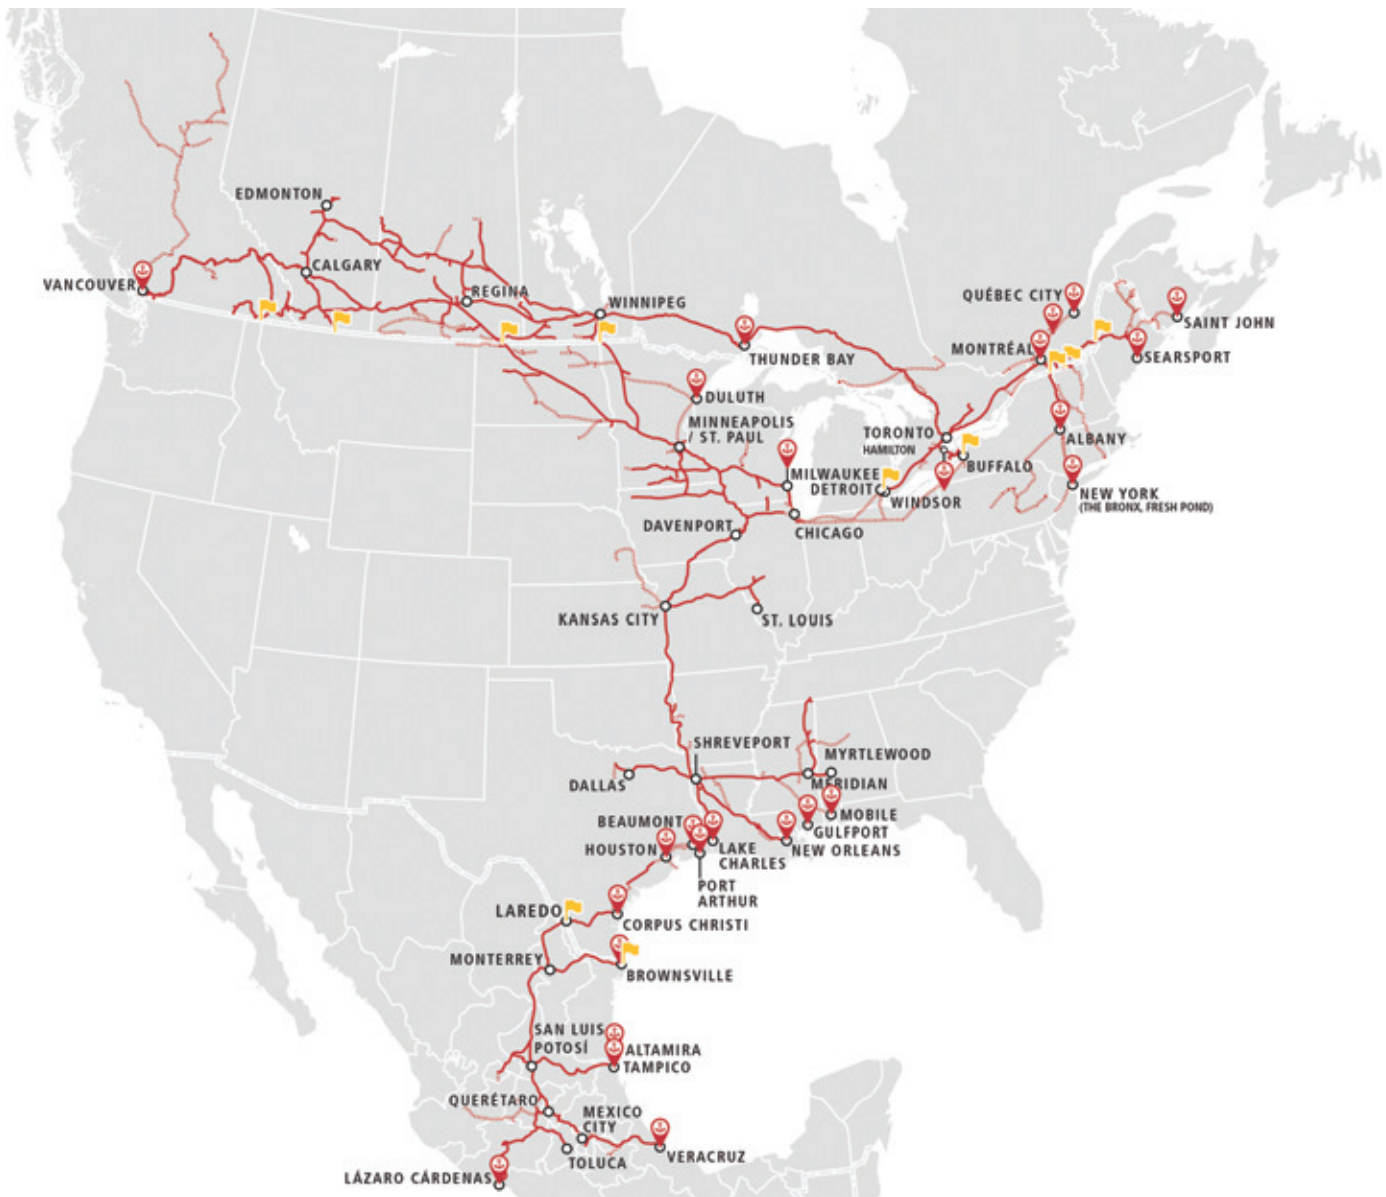 EDMONTON
CALGARY
VANCOUVER
REGINA
WINNIPEG
QUÉBEC CITY
SAINT JOHN
THUNDER BAY
MONTRÉAL
SEARSPORT
DULUTH
MINNEAPOLIS
/ ST. PAUL
TORONTO
HAMILTON
ALBANY
BUFFALO
MILWAUKEE
DETROIT
WINDSOR
NEW YORK
(THE BRONX, FRESH POND)
DAVENPORT
CHICAGO
KANSAS CITY
ST. LOUIS
SHREVEPORT
MYRTLEWOOD
DALLAS
MERIDIAN
BEAUMONT
MOBILE
GULFPORT
HOUSTON
LAKE
CHARLES
NEW ORLEANS
PORT
ARTHUR
LAREDO
CORPUS CHRISTI
MONTERREY
BROWNSVILLE
SAN LUIS
POTOSÍ
ALTAMIRA
TAMPICO
QUERÉTARO
MEXICO
CITY
TOLUCA
VERACRUZ
LÁZARO CÁRDENAS